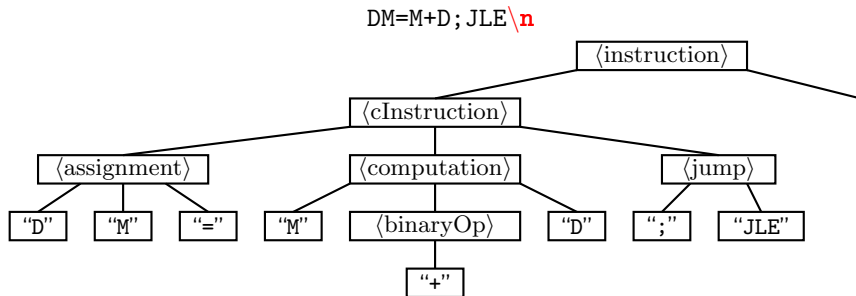 DM=M+D;JLE\n
⟨instruction⟩
⟨cInstruction⟩
⟨assignment⟩ ⟨computation⟩ ⟨jump⟩
“D” “M” “=” “M” ⟨binaryOp⟩ “D” “;” “JLE”
“+”